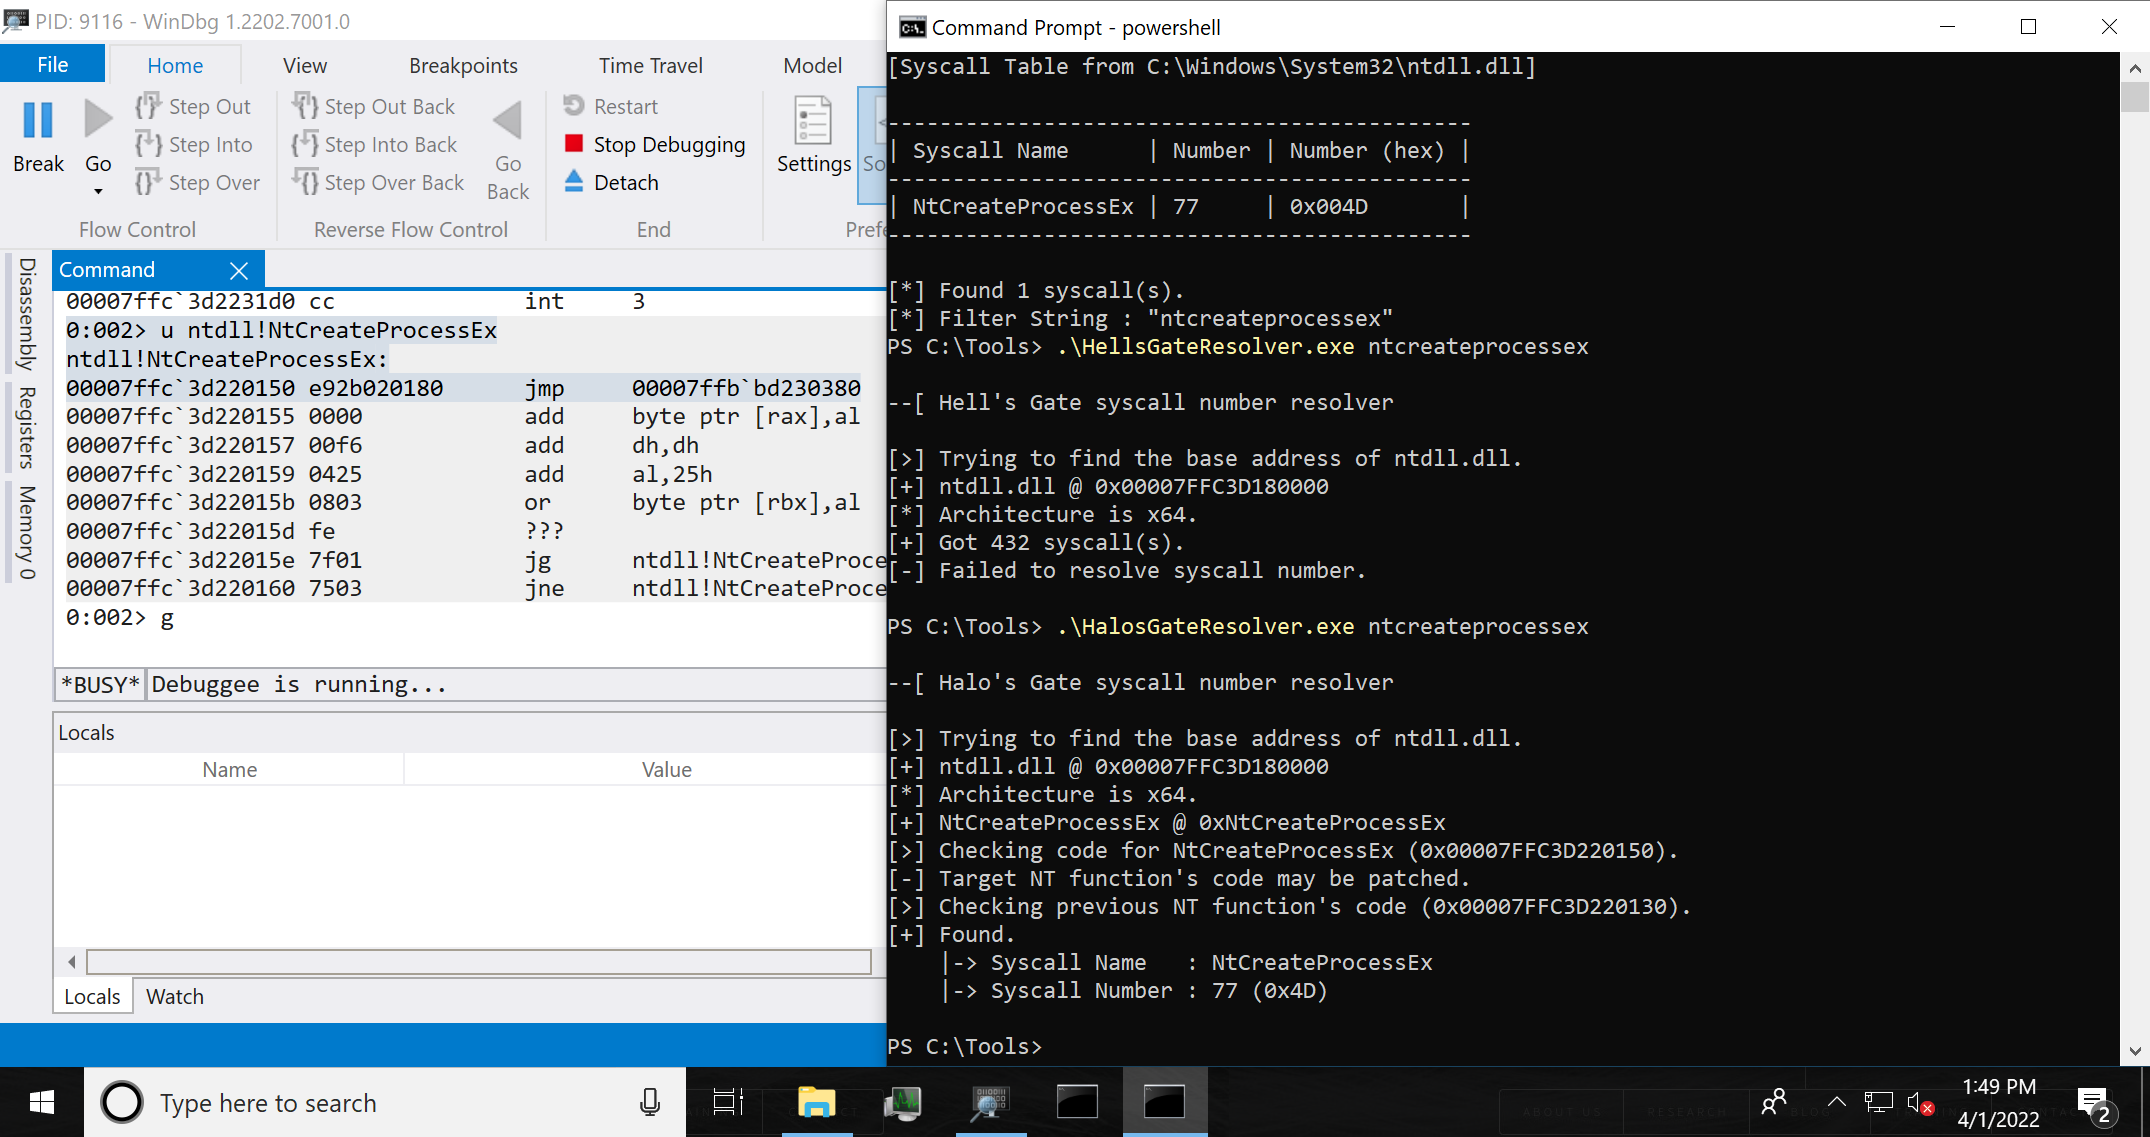 PID: 9116 - WinDbg 1.2202.7001.0
File Home View Breakpoints Time Travel Model
Break
Go
Step Out
Step Into
Step Over
Flow Control
Step Out Back
Step Into Back
Step Over Back
Go Back
Reverse Flow Control
Restart
Stop Debugging
Detach
End
Settings
So
Prefe
Disassembly
Registers
Memory 0
Command
00007ffc`3d2231d0 cc int 3
0:002> u ntdll!NtCreateProcessEx
ntdll!NtCreateProcessEx:
00007ffc`3d220150 e92b020180 jmp 00007ffb`bd230380
00007ffc`3d220155 0000 add byte ptr [rax],al
00007ffc`3d220157 00f6 add dh,dh
00007ffc`3d220159 0425 add al,25h
00007ffc`3d22015b 0803 or byte ptr [rbx],al
00007ffc`3d22015d fe ???
00007ffc`3d22015e 7f01 jg ntdll!NtCreateProce
00007ffc`3d220160 7503 jne ntdll!NtCreateProce
0:002> g
*BUSY* Debuggee is running...
Locals
Name Value
Locals Watch
Command Prompt - powershell
[Syscall Table from C:\Windows\System32\ntdll.dll]
---------------------------------------------
| Syscall Name | Number | Number (hex) |
---------------------------------------------
| NtCreateProcessEx | 77 | 0x004D |
---------------------------------------------
[*] Found 1 syscall(s).
[*] Filter String : "ntcreateprocessex"
PS C:\Tools> .\HellsGateResolver.exe ntcreateprocessex
--[ Hell's Gate syscall number resolver
[>] Trying to find the base address of ntdll.dll.
[+] ntdll.dll @ 0x00007FFC3D180000
[*] Architecture is x64.
[+] Got 432 syscall(s).
[-] Failed to resolve syscall number.
PS C:\Tools> .\HalosGateResolver.exe ntcreateprocessex
--[ Halo's Gate syscall number resolver
[>] Trying to find the base address of ntdll.dll.
[+] ntdll.dll @ 0x00007FFC3D180000
[*] Architecture is x64.
[+] NtCreateProcessEx @ 0xNtCreateProcessEx
[>] Checking code for NtCreateProcessEx (0x00007FFC3D220150).
[-] Target NT function's code may be patched.
[>] Checking previous NT function's code (0x00007FFC3D220130).
[+] Found.
|-> Syscall Name : NtCreateProcessEx
|-> Syscall Number : 77 (0x4D)
PS C:\Tools>
Type here to search
1:49 PM
4/1/2022
2